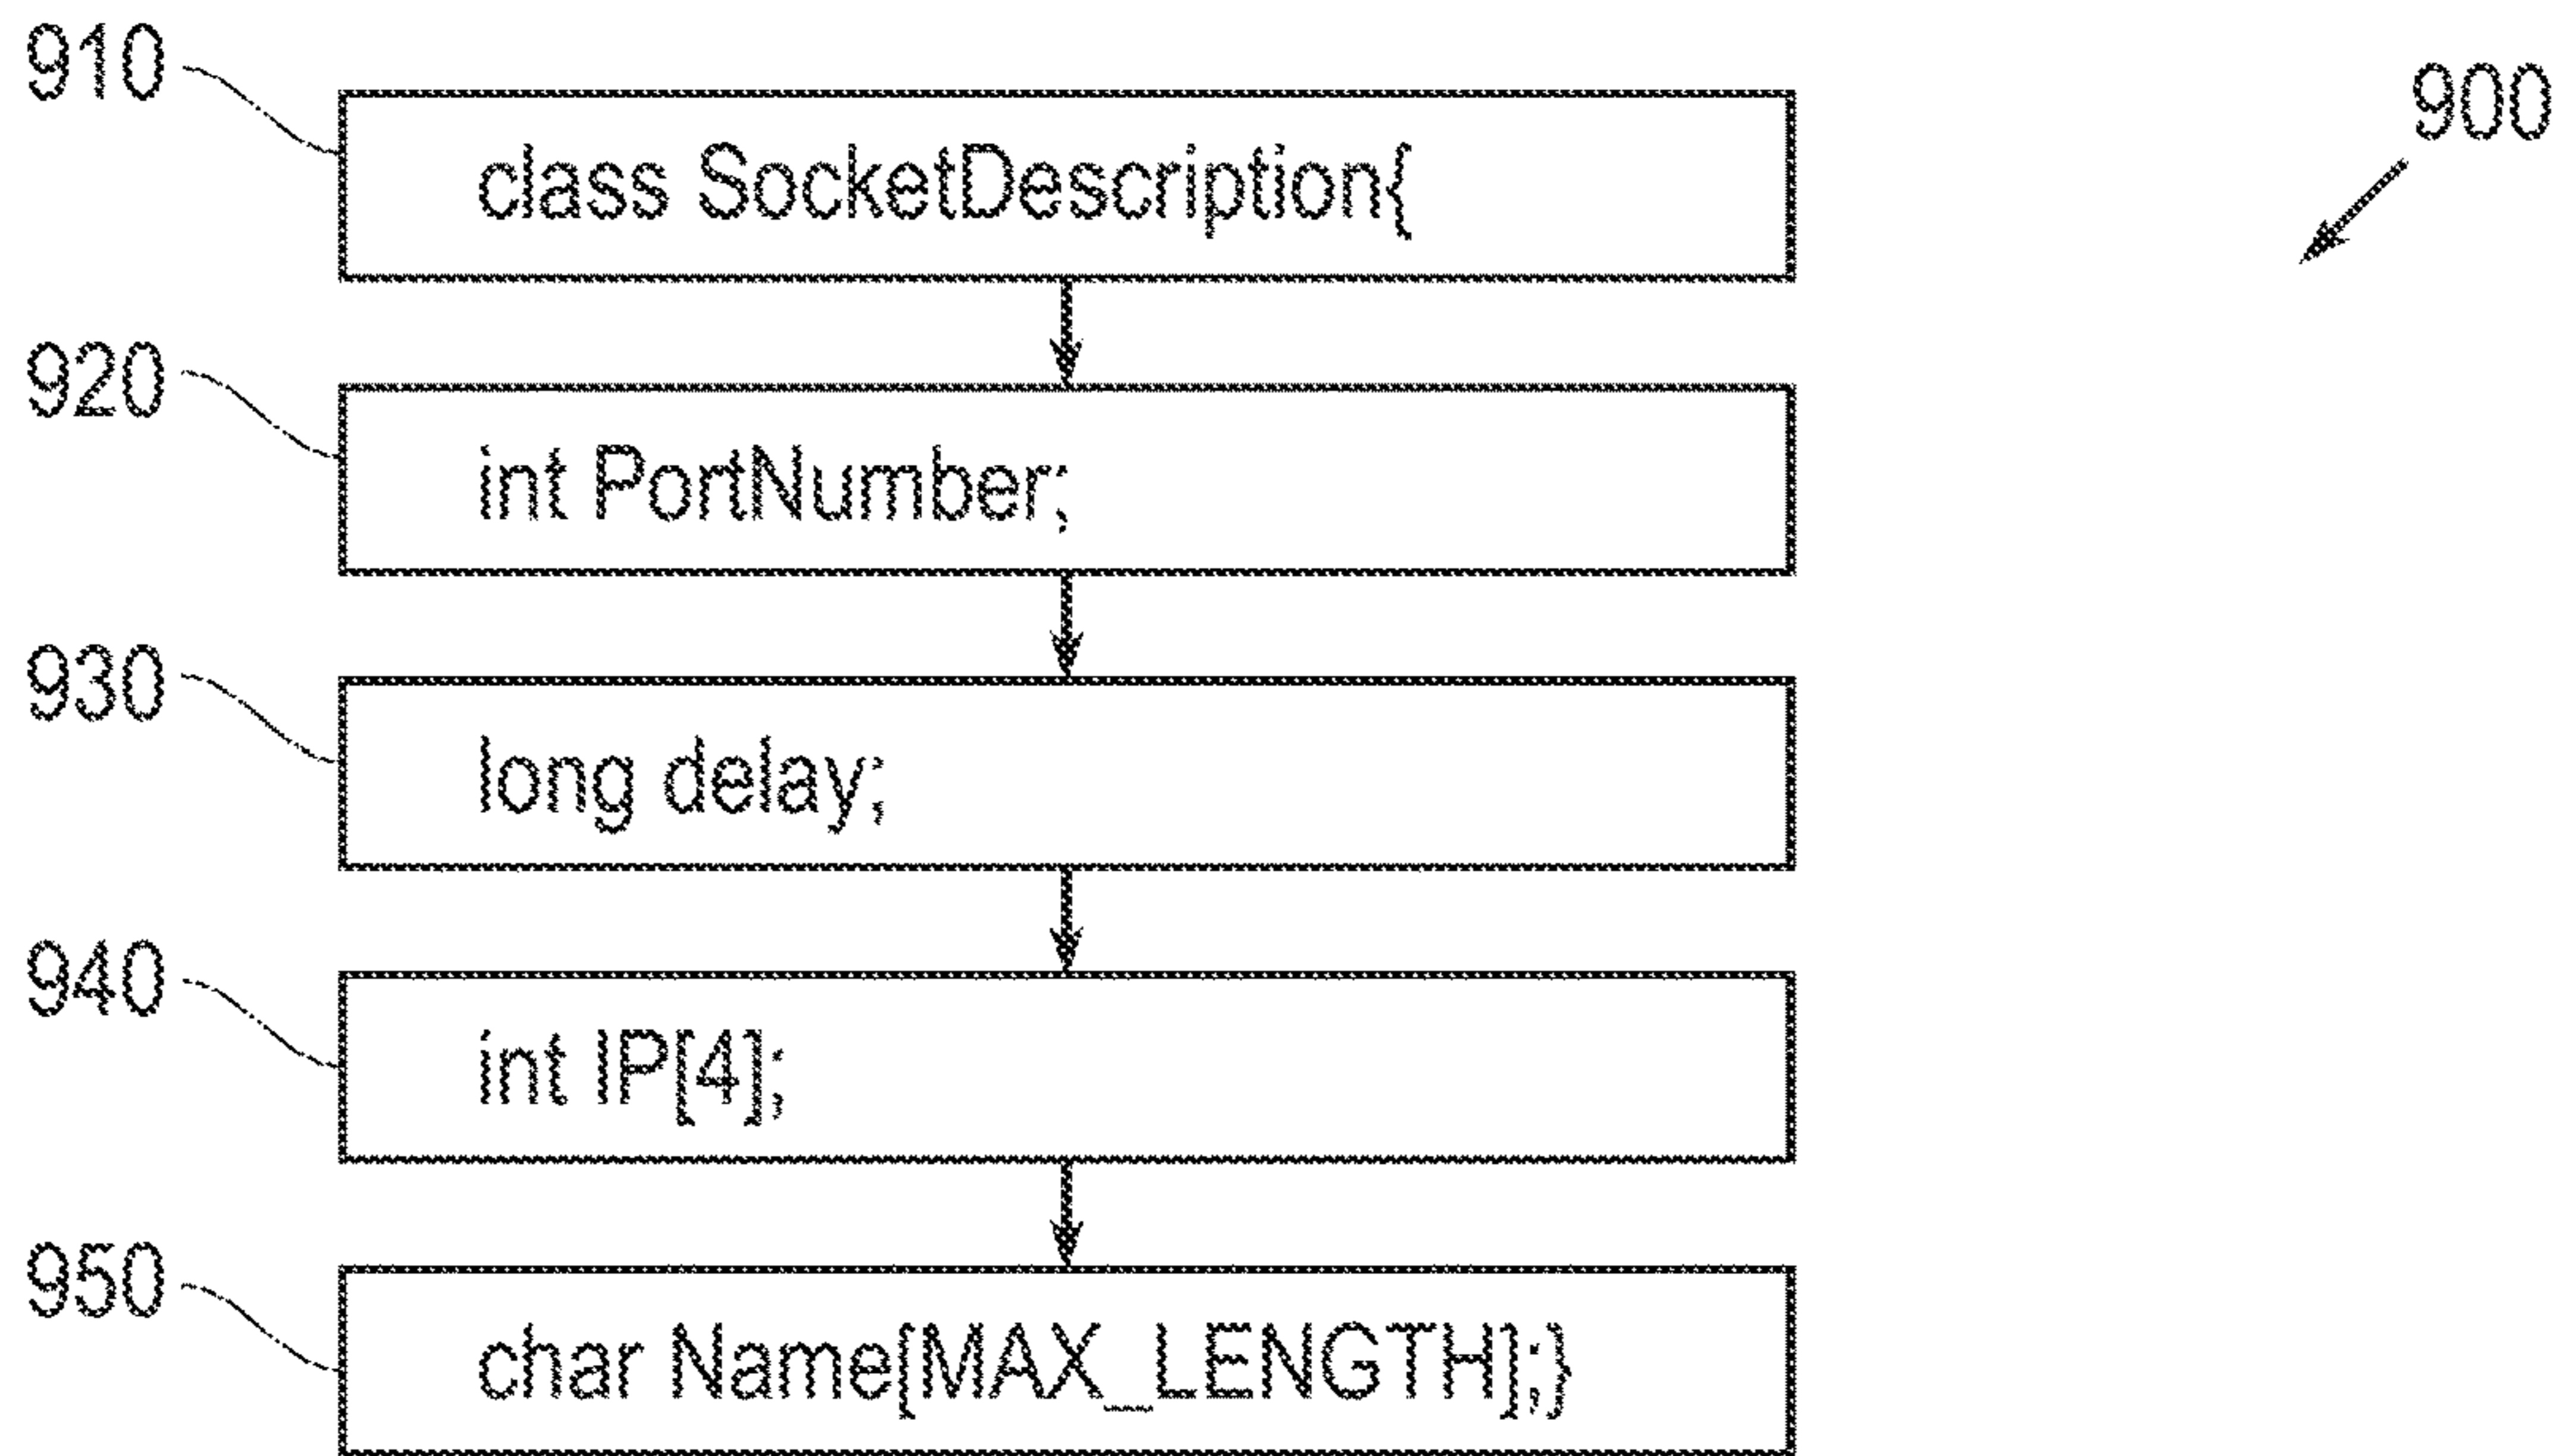 910
900
class SocketDescription{
920
int PortNumber;
930
long delay;
940
int IP[4];
950
char Name[MAX_LENGTH];}